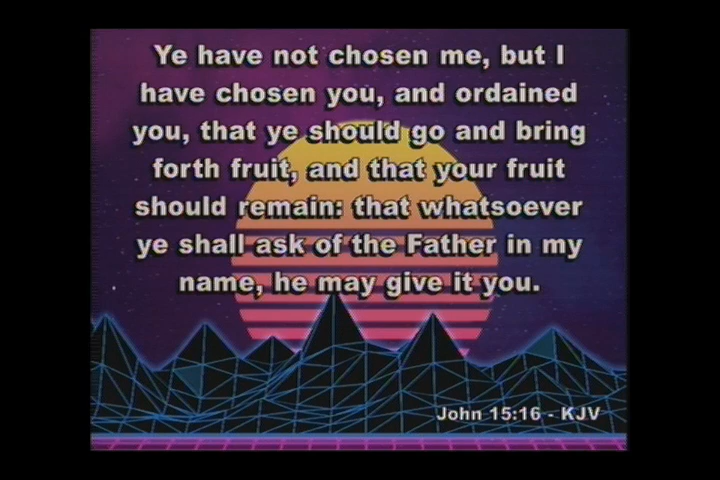 Ye have not chosen me, but I
have chosen you, and ordained
you, that ye should go and bring
forth fruit, and that your fruit
should remain: that whatsoever
ye shall ask of the Father in my
name, he may give it you.
John 15:16 - KJV